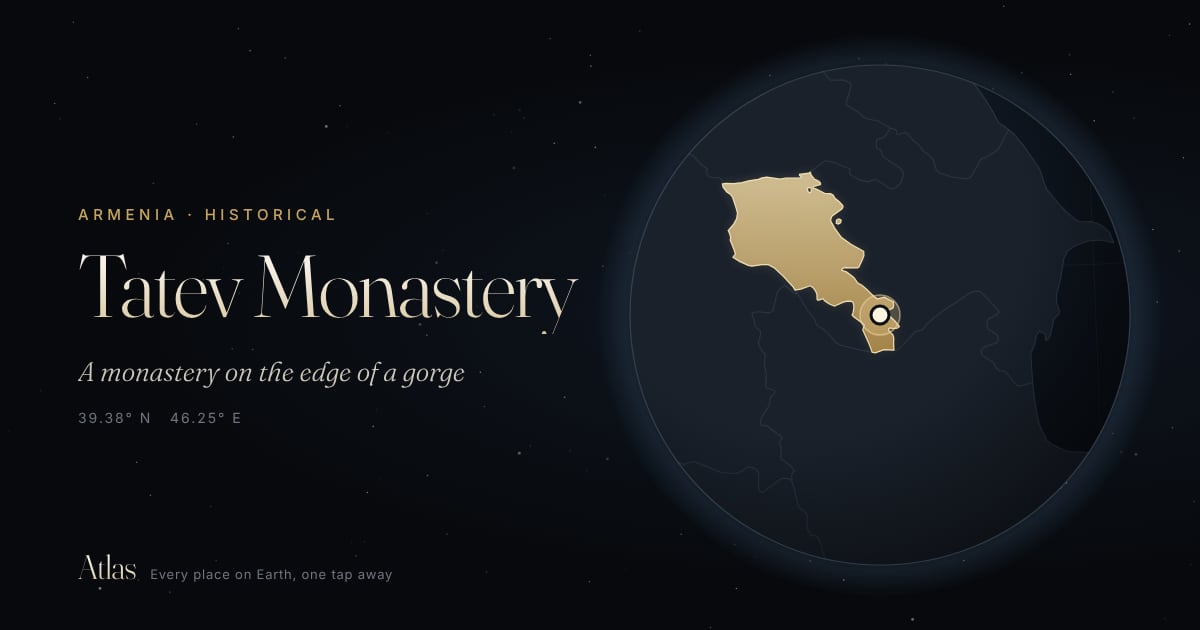 ARMENIA · HISTORICAL
Tatev Monastery
A monastery on the edge of a gorge
39.38° N 46.25° E
Atlas Every place on Earth, one tap away